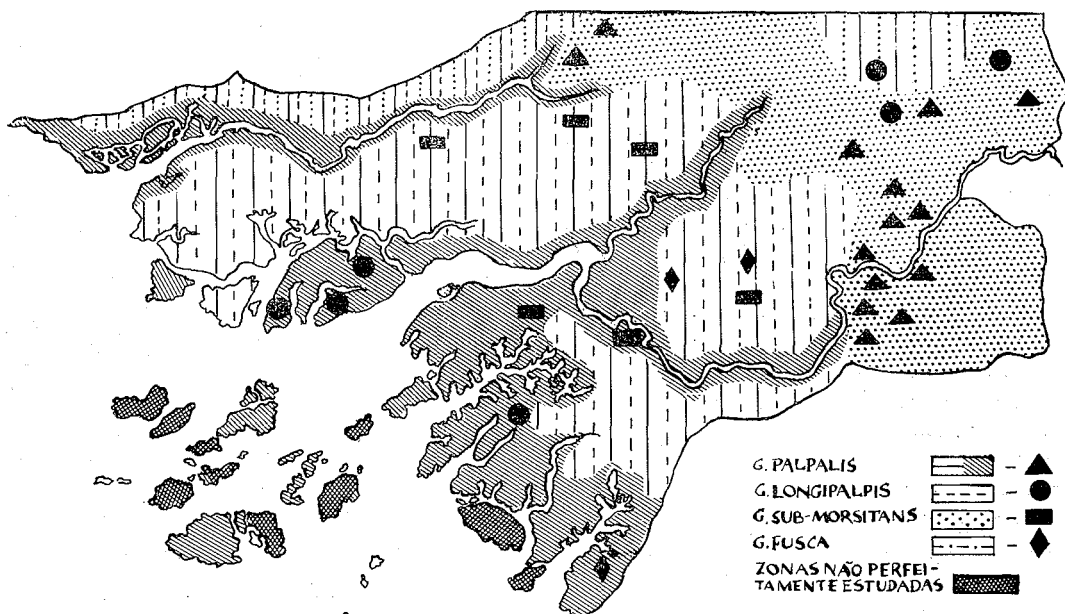 G. PALPALIS
G. LONGIPALPIS
G. SUB-MORSITANS
G. FUSCA
ZONAS NÃO PERFEI-
TAMENTE ESTUDADAS